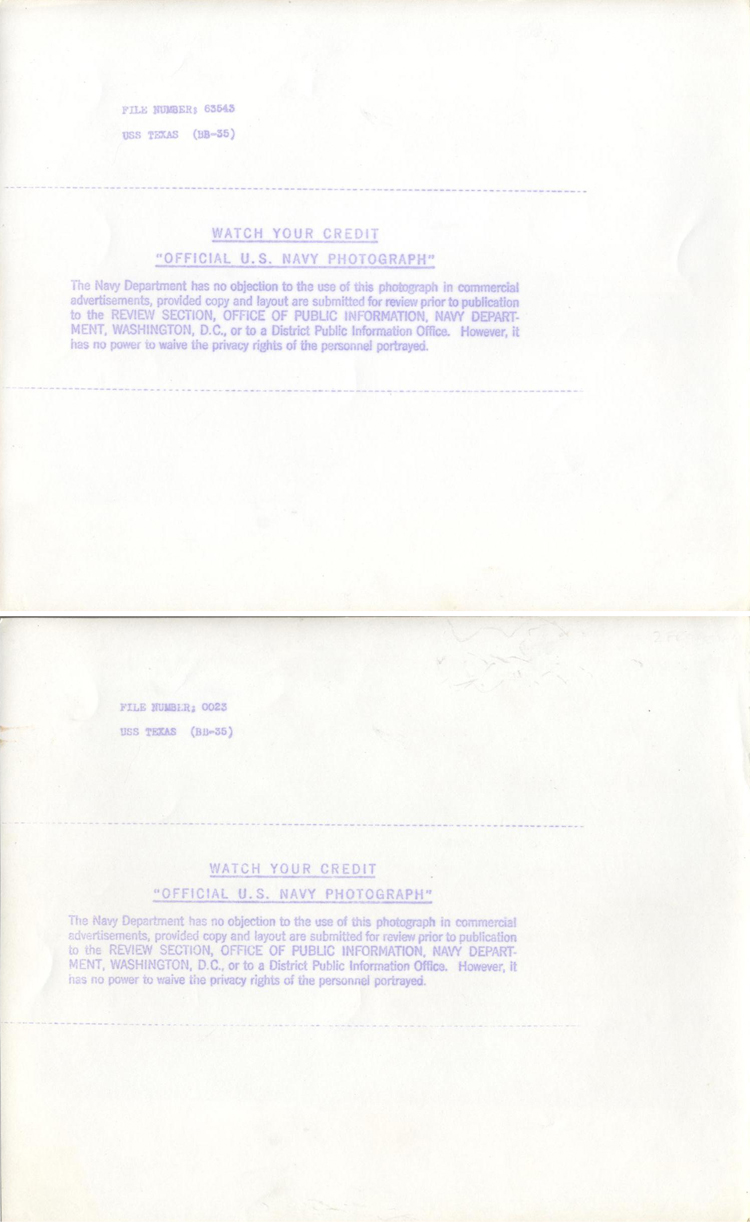 FILE NUMBER; 63543
USS TEXAS (BB-35)
WATCH YOUR CREDIT
"OFFICIAL U.S. NAVY PHOTOGRAPH"
The Navy Department has no objection to the use of this photograph in commercial
advertisements, provided copy and layout are submitted for review prior to publication
to the REVIEW SECTION, OFFICE OF PUBLIC INFORMATION, NAVY DEPART-
MENT, WASHINGTON, D.C., or to a District Public Information Office. However, it
has no power to waive the privacy rights of the personnel portrayed.
FILE NUMBER; 0023
USS TEXAS (BB-35)
WATCH YOUR CREDIT
"OFFICIAL U.S. NAVY PHOTOGRAPH"
The Navy Department has no objection to the use of this photograph in commercial
advertisements, provided copy and layout are submitted for review prior to publication
to the REVIEW SECTION, OFFICE OF PUBLIC INFORMATION, NAVY DEPART-
MENT, WASHINGTON, D.C., or to a District Public Information Office. However, it
has no power to waive the privacy rights of the personnel portrayed.